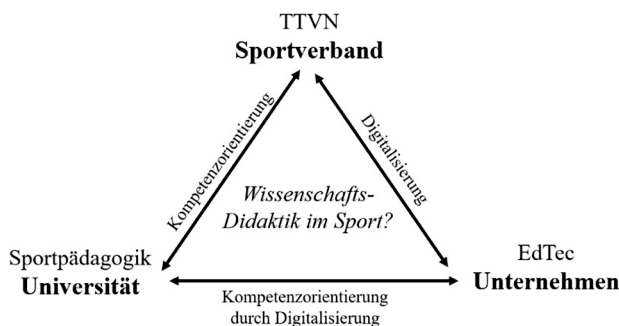 TTVN
Sportverband
Kompetenzorientierung
Digitalisierung
Wissenschafts-
Didaktik im Sport?
Sportpädagogik
Universität
EdTec
Unternehmen
Kompetenzorientierung
durch Digitalisierung